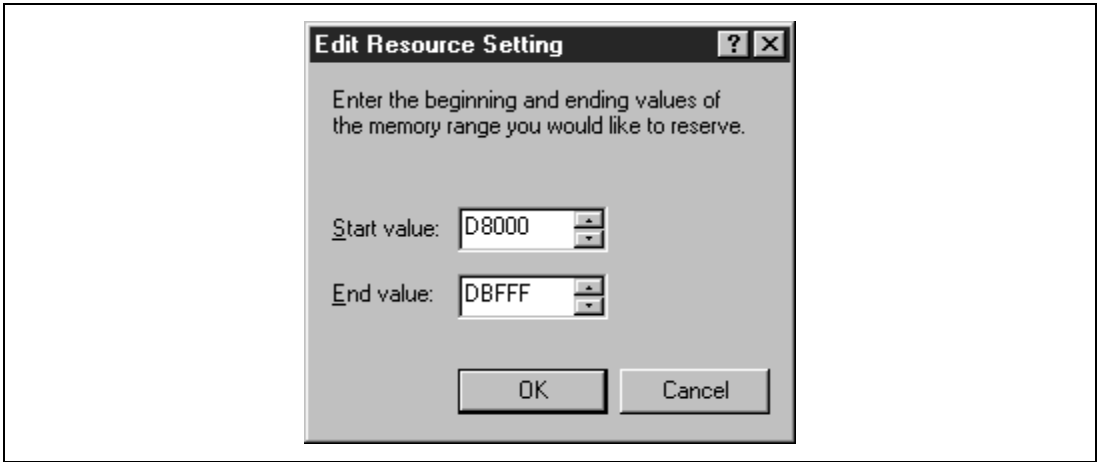 Edit Resource Setting
Enter the beginning and ending values of
the memory range you would like to reserve.
Start value: D8000
End value: DBFFF
OK Cancel